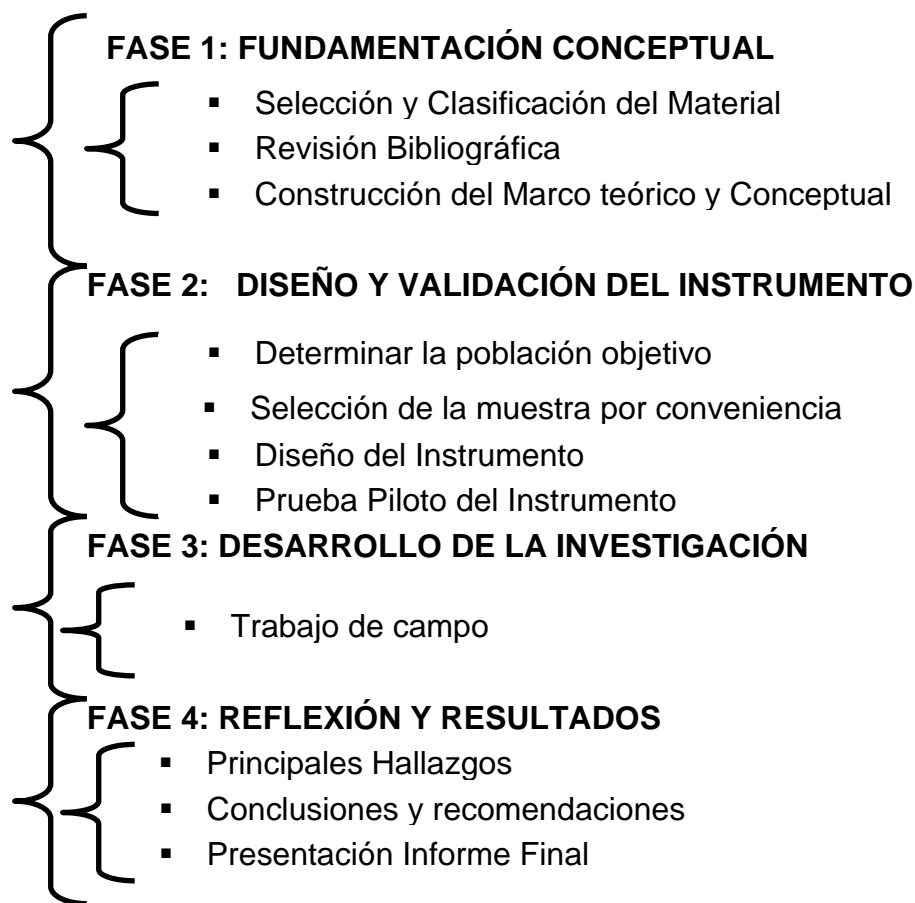 FASE 1: FUNDAMENTACIÓN CONCEPTUAL
▪ Selección y Clasificación del Material
▪ Revisión Bibliográfica
▪ Construcción del Marco teórico y Conceptual
FASE 2: DISEÑO Y VALIDACIÓN DEL INSTRUMENTO
▪ Determinar la población objetivo
▪ Selección de la muestra por conveniencia
▪ Diseño del Instrumento
▪ Prueba Piloto del Instrumento
FASE 3: DESARROLLO DE LA INVESTIGACIÓN
▪ Trabajo de campo
FASE 4: REFLEXIÓN Y RESULTADOS
▪ Principales Hallazgos
▪ Conclusiones y recomendaciones
▪ Presentación Informe Final